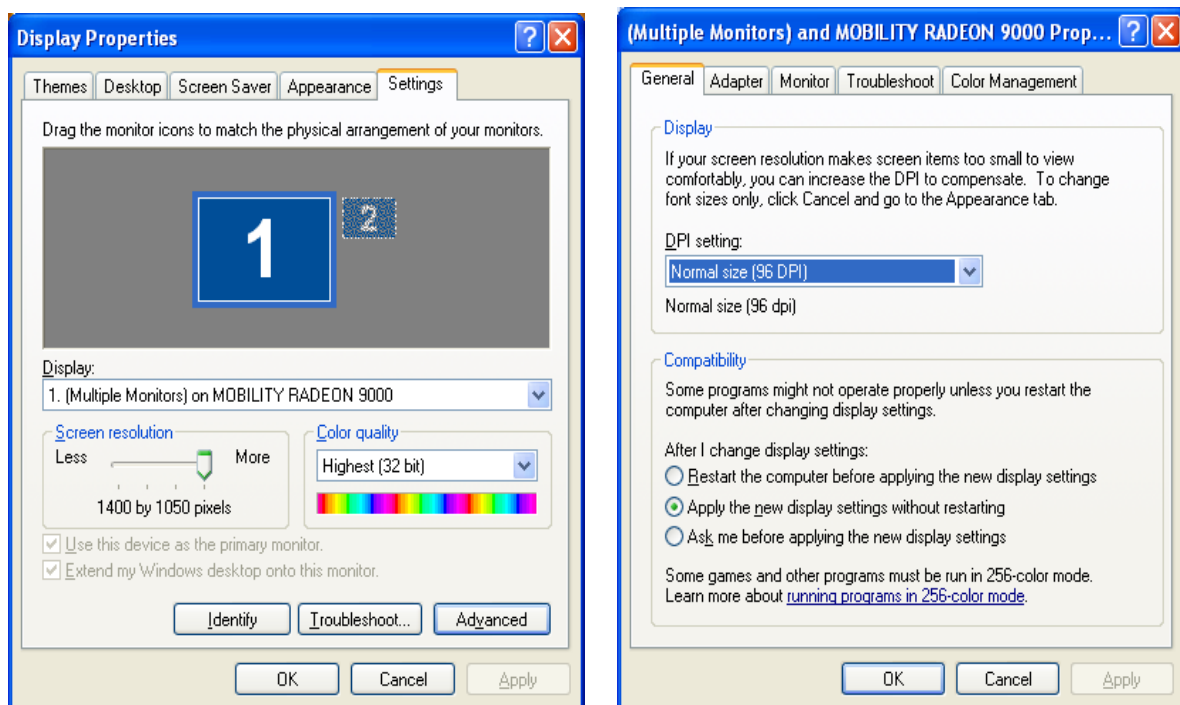 Display Properties
Themes Desktop Screen Saver Appearance Settings
Drag the monitor icons to match the physical arrangement of your monitors.
1 2
Display:
1. (Multiple Monitors) on MOBILITY RADEON 9000
Screen resolution
Less More
1400 by 1050 pixels
Color quality
Highest (32 bit)
Use this device as the primary monitor.
Extend my Windows desktop onto this monitor.
Identify Troubleshoot... Advanced
OK Cancel Apply
(Multiple Monitors) and MOBILITY RADEON 9000 Prop...
General Adapter Monitor Troubleshoot Color Management
Display
If your screen resolution makes screen items too small to view
comfortably, you can increase the DPI to compensate. To change
font sizes only, click Cancel and go to the Appearance tab.
DPI setting:
Normal size (96 DPI)
Normal size (96 dpi)
Compatibility
Some programs might not operate properly unless you restart the
computer after changing display settings.
After I change display settings:
Restart the computer before applying the new display settings
Apply the new display settings without restarting
Ask me before applying the new display settings
Some games and other programs must be run in 256-color mode.
Learn more about running programs in 256-color mode.
OK Cancel Apply